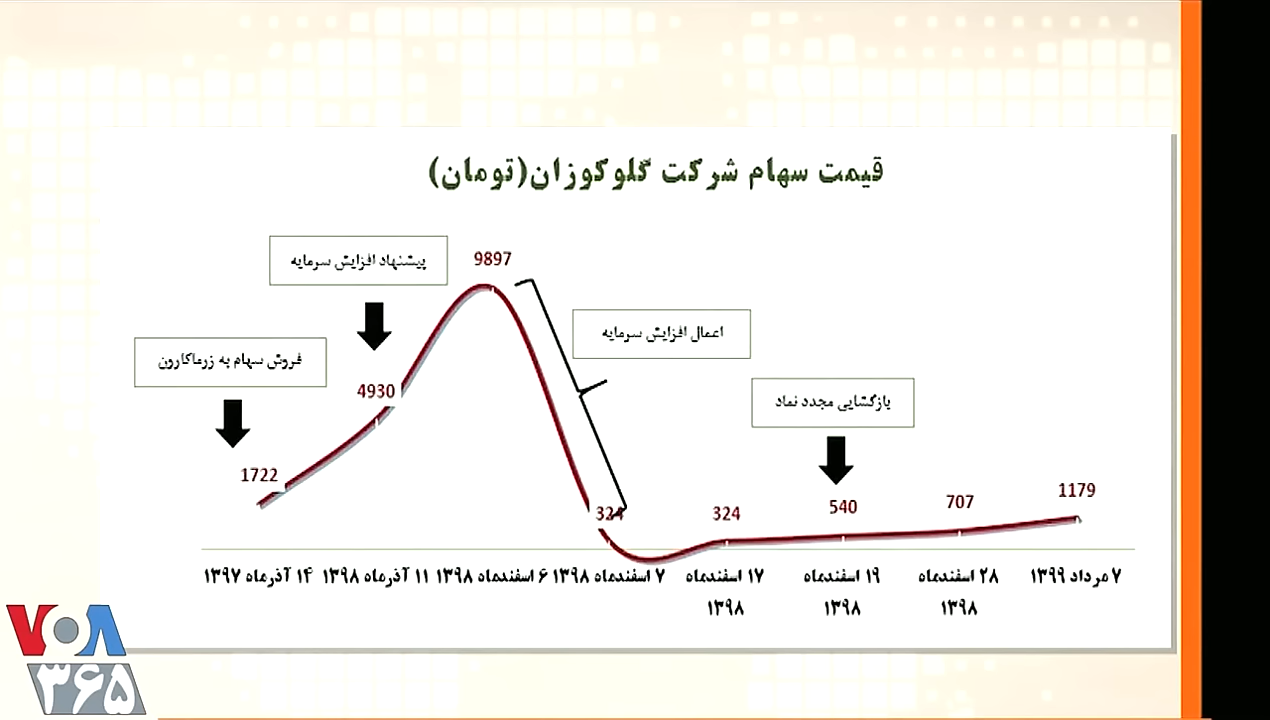 قیمت سهام شرکت گلوکوزان(تومان)
پیشنهاد افزایش سرمایه
9897
اعمال افزایش سرمایه
فروش سهام به زرماکارون
4930
بازگشایی مجدد نماد
1722
324
324
540
707
1179
۱۴ آذرماه ۱۳۹۷
۱۱ آذرماه ۱۳۹۸
۶ اسفندماه ۱۳۹۸
۷ اسفندماه ۱۳۹۸
۱۷ اسفندماه
۱۳۹۸
۱۹ اسفندماه
۱۳۹۸
۲۸ اسفندماه
۱۳۹۸
۷ مرداد ۱۳۹۹
VOA
۳۶۵